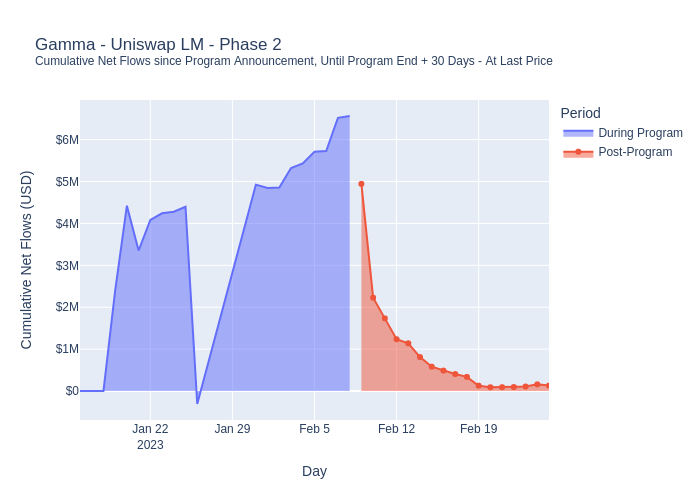 Gamma - Uniswap LM - Phase 2
Cumulative Net Flows since Program Announcement, Until Program End + 30 Days - At Last Price
Period
During Program
Post-Program
Cumulative Net Flows (USD)
$6M
$5M
$4M
$3M
$2M
$1M
$0
Jan 22
2023
Jan 29
Feb 5
Feb 12
Feb 19
Day